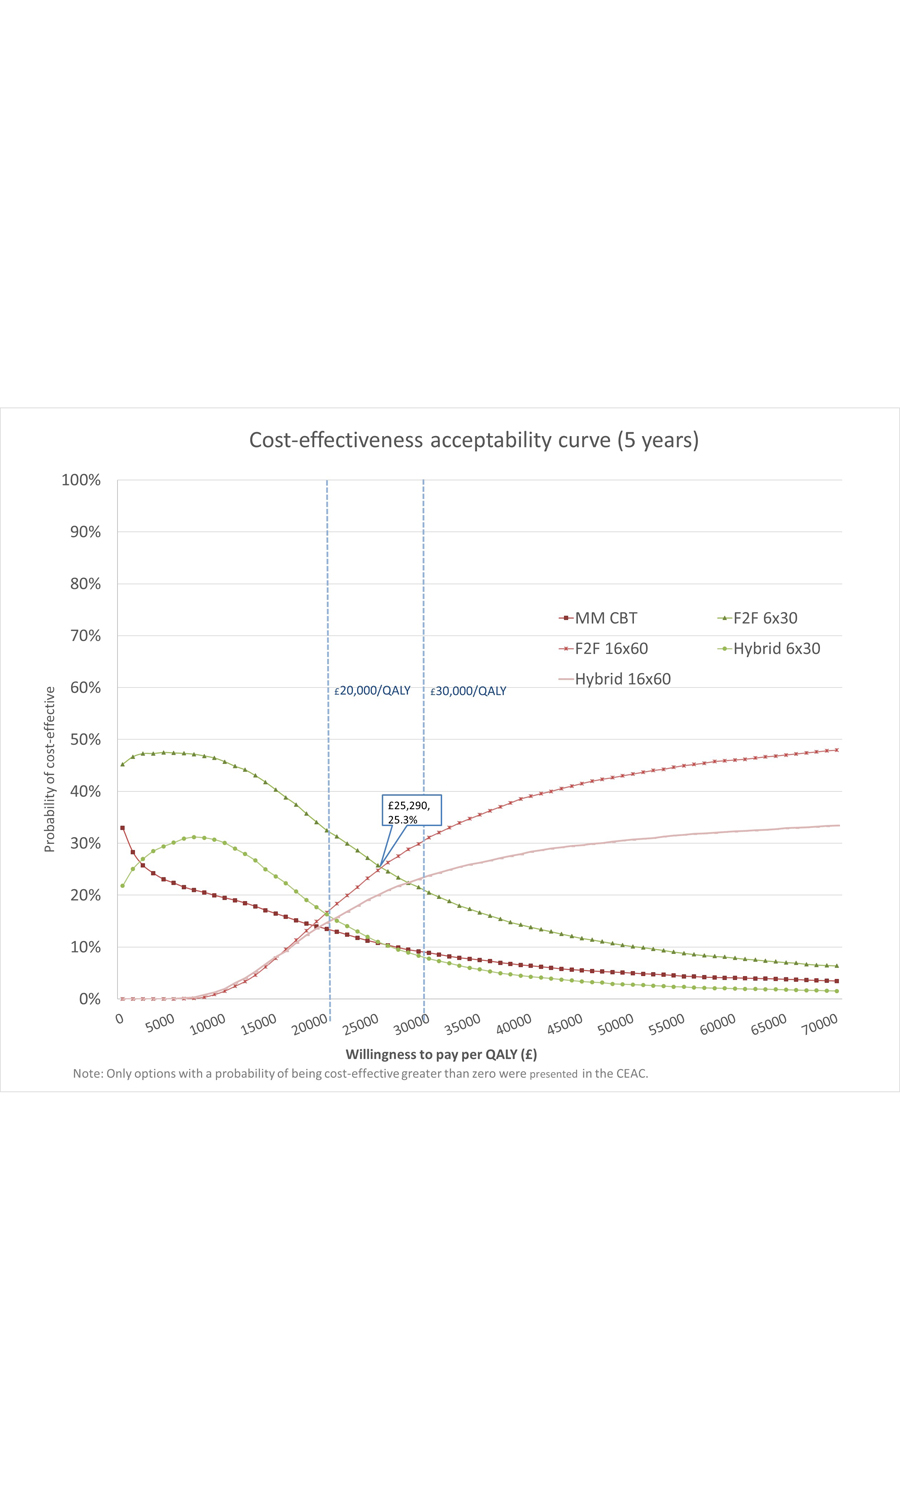 Cost-effectiveness acceptability curve (5 years)
100%
90%
80%
70%
60%
50%
40%
30%
20%
10%
0%
Probability of cost-effective
MM CBT
F2F 6x30
F2F 16x60
Hybrid 6x30
Hybrid 16x60
£20,000/QALY
£30,000/QALY
£25,290,
25.3%
0
5000
10000
15000
20000
25000
30000
35000
40000
45000
50000
55000
60000
65000
70000
Willingness to pay per QALY (£)
Note: Only options with a probability of being cost-effective greater than zero were presented in the CEAC.